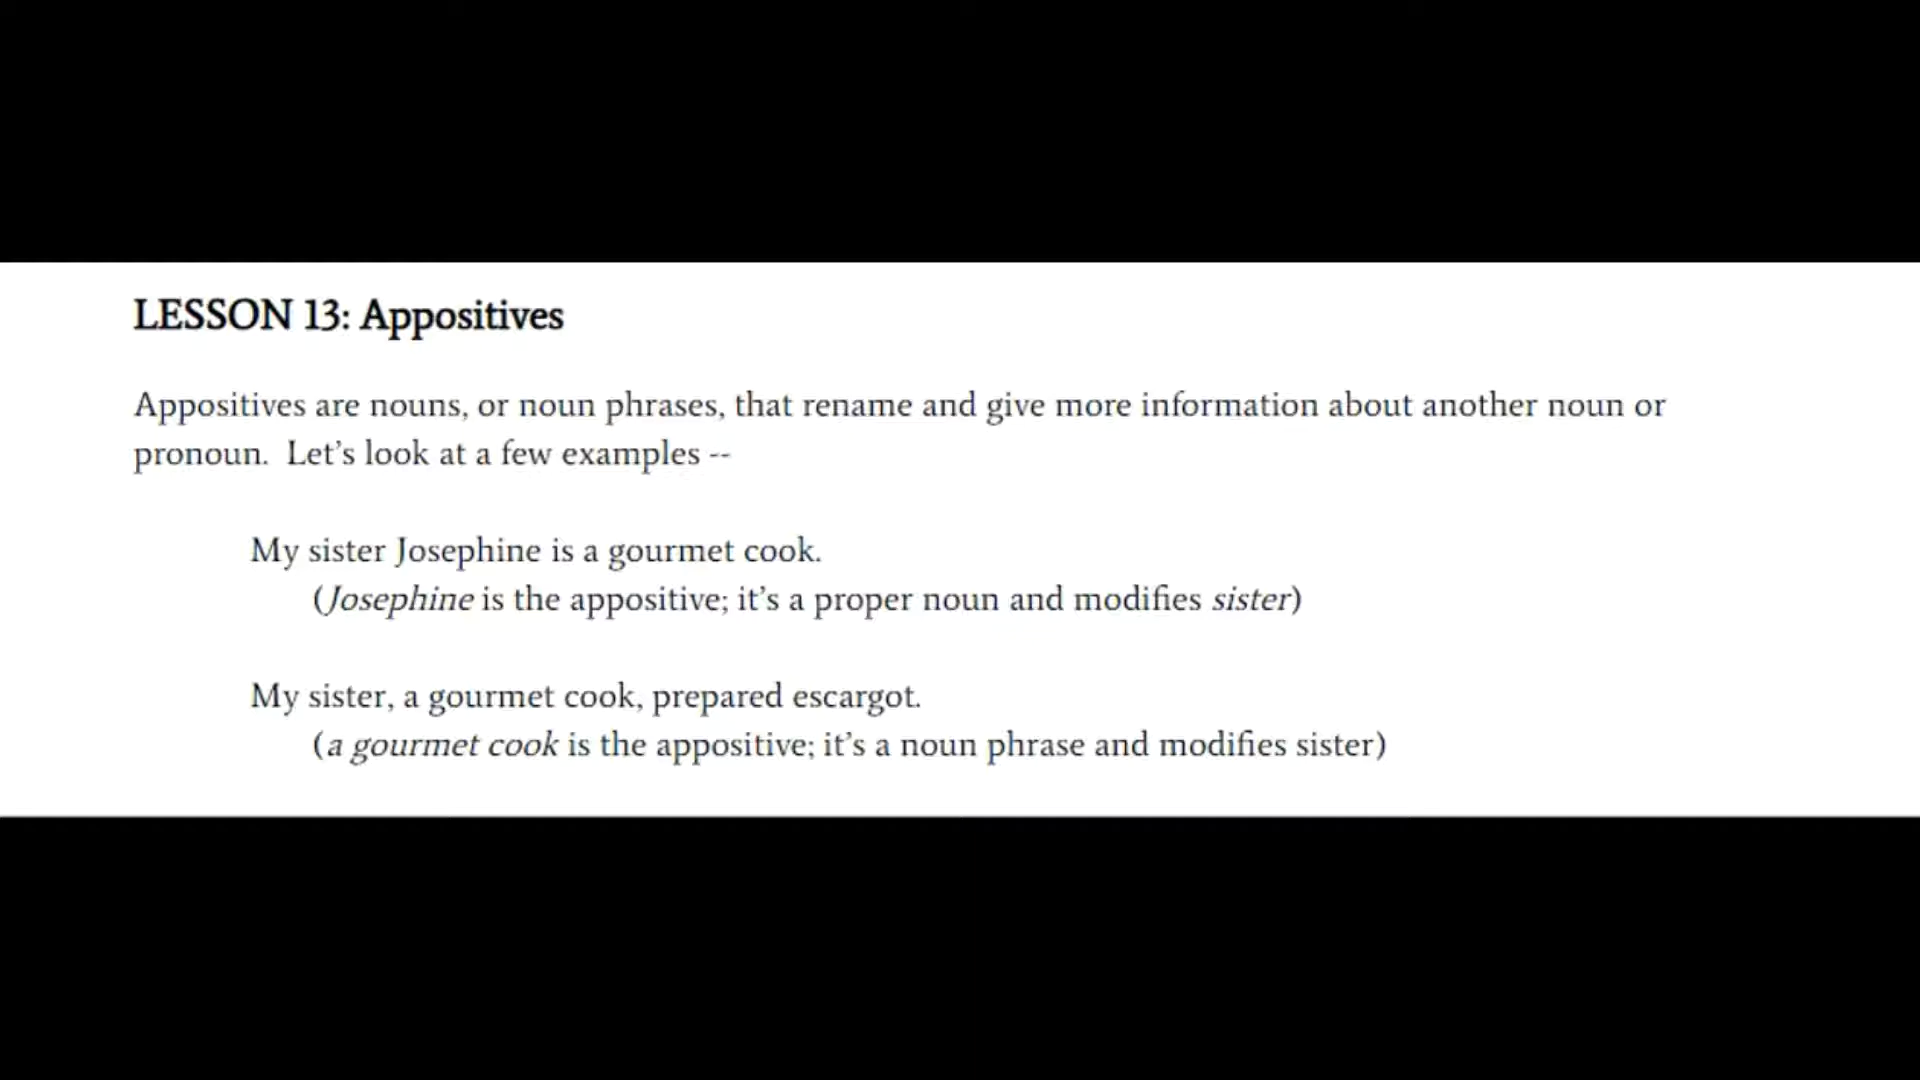 LESSON 13: Appositives
Appositives are nouns, or noun phrases, that rename and give more information about another noun or
pronoun.  Let's look at a few examples --
My sister Josephine is a gourmet cook.
(Josephine is the appositive; it's a proper noun and modifies sister)
My sister, a gourmet cook, prepared escargot.
(a gourmet cook is the appositive; it's a noun phrase and modifies sister)